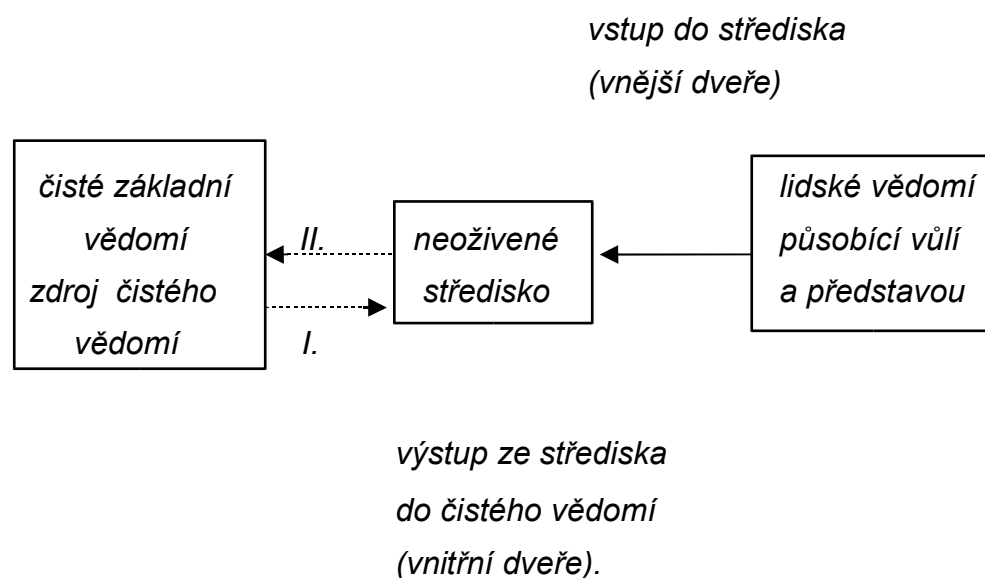 vstup do střediska
(vnější dveře)
čisté základní
vědomí
zdroj čistého
vědomí
II.
I.
neoživené
středisko
lidské vědomí
působící vůlí
a představou
výstup ze střediska
do čistého vědomí
(vnitřní dveře).